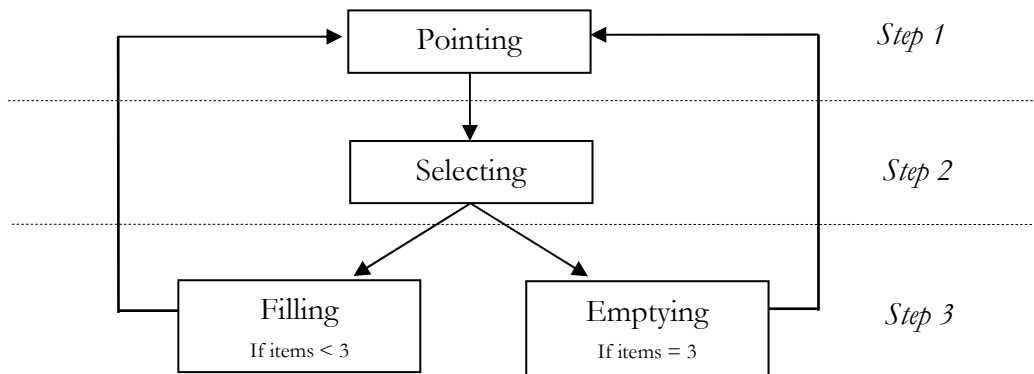 Pointing
Step 1
Selecting
Step 2
Filling
If items < 3
Emptying
If items = 3
Step 3